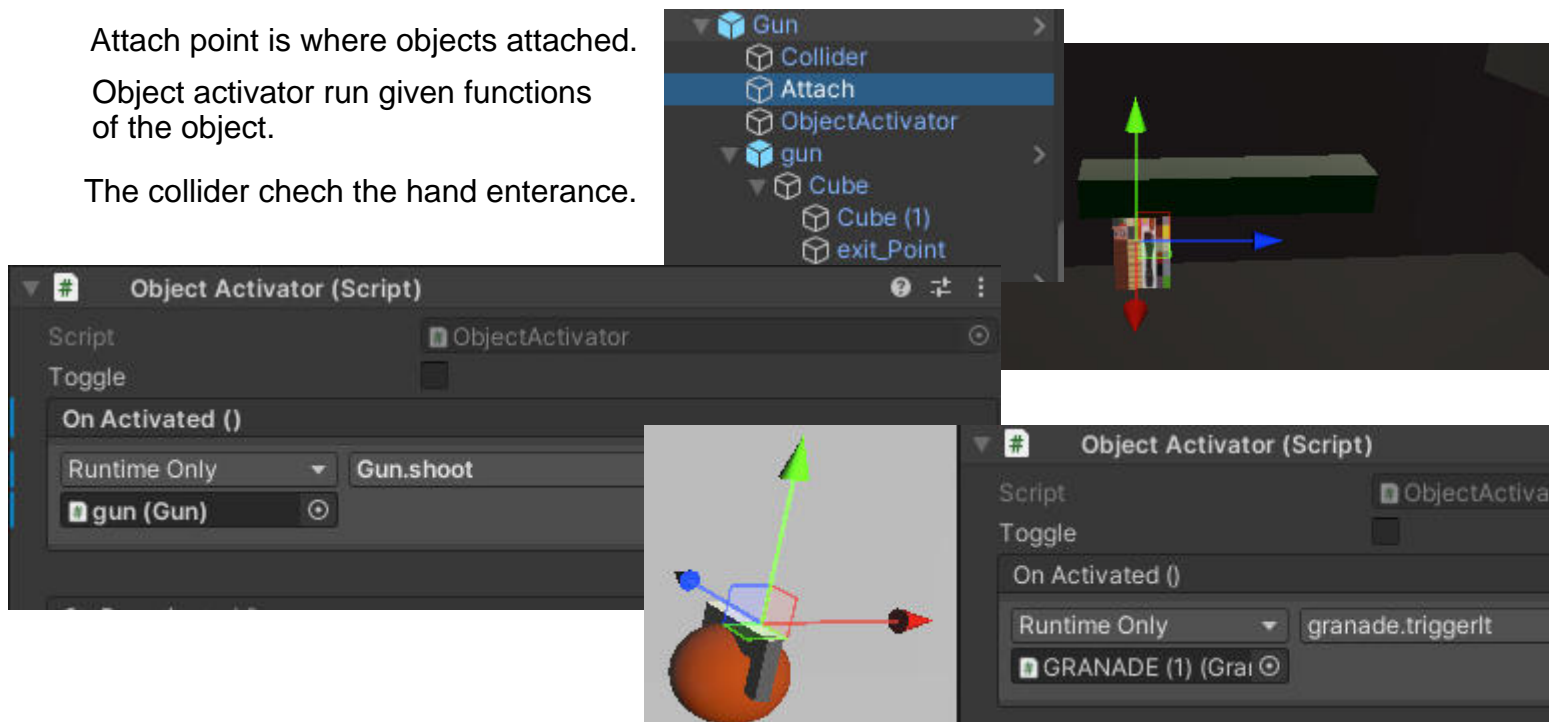 Attach point is where objects attached.
Object activator run given functions
of the object.
The collider chech the hand enterance.
Gun
Collider
Attach
ObjectActivator
gun
Cube
Cube (1)
exit_Point
# Object Activator (Script)
Script ObjectActivator
Toggle
On Activated ()
Runtime Only Gun.shoot
gun (Gun)
# Object Activator (Script)
Script ObjectActiva
Toggle
On Activated ()
Runtime Only granade.triggerIt
GRANADE (1) (Gra